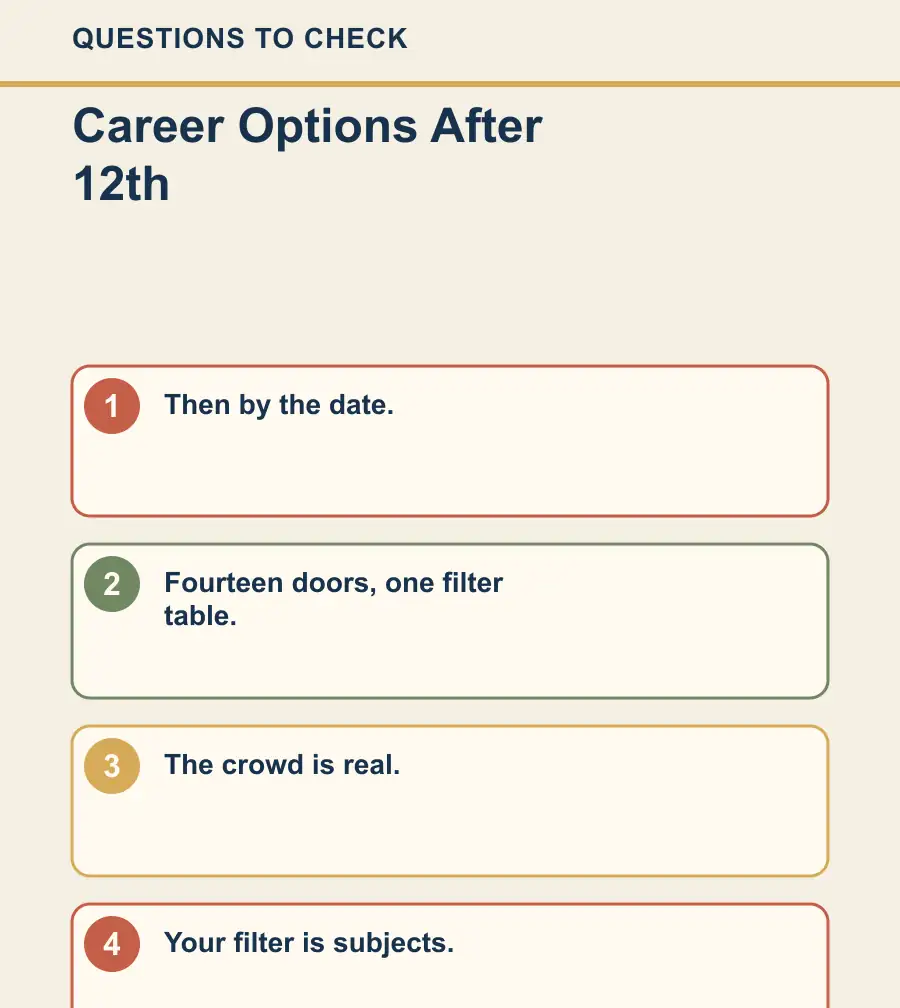 QUESTIONS TO CHECK
Career Options After
12th
1
Then by the date.
2
Fourteen doors, one filter
table.
3
The crowd is real.
4
Your filter is subjects.